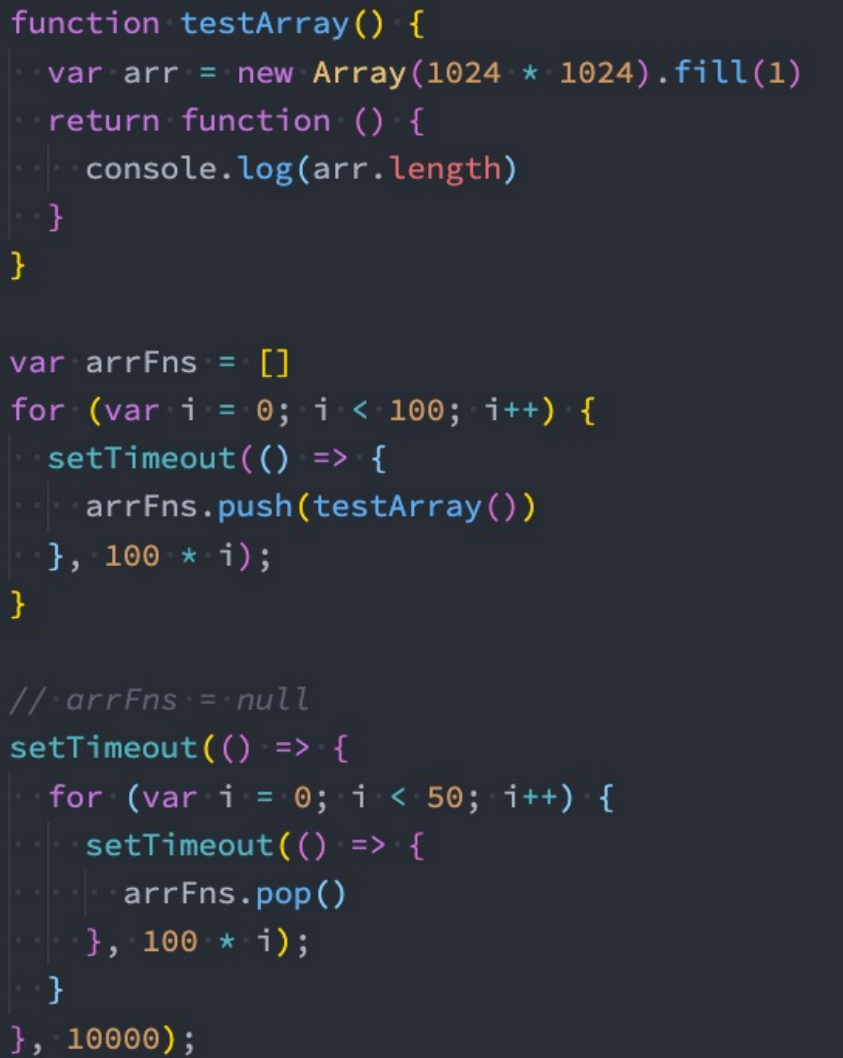 function testArray() {
  var arr = new Array(1024 * 1024).fill(1)
  return function () {
    console.log(arr.length)
  }
}

var arrFns = []
for (var i = 0; i < 100; i++) {
  setTimeout(() => {
    arrFns.push(testArray())
  }, 100 * i);
}

// arrFns = null
setTimeout(() => {
  for (var i = 0; i < 50; i++) {
    setTimeout(() => {
      arrFns.pop()
    }, 100 * i);
  }
}, 10000);